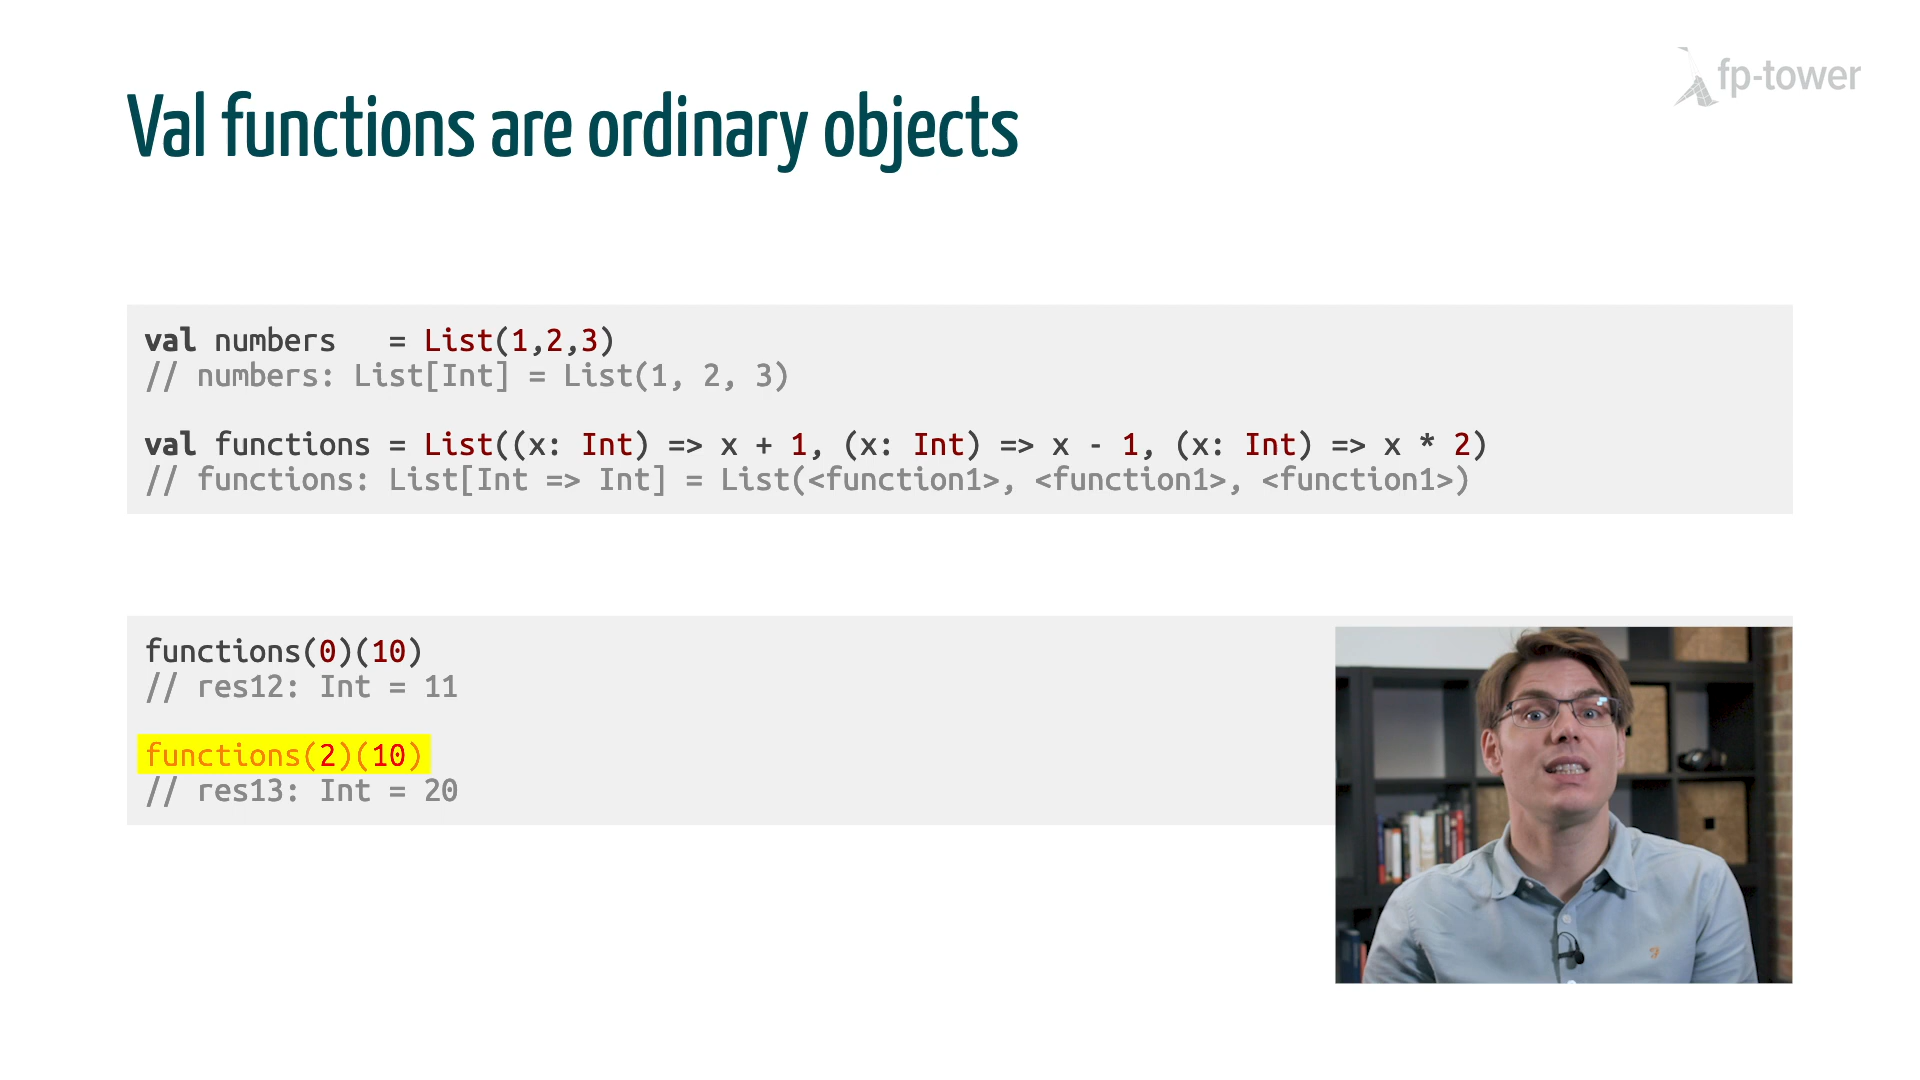 fp-tower
Val functions are ordinary objects
val numbers   = List(1,2,3)
// numbers: List[Int] = List(1, 2, 3)
val functions = List((x: Int) => x + 1, (x: Int) => x - 1, (x: Int) => x * 2)
// functions: List[Int => Int] = List(<function1>, <function1>, <function1>)
functions(0)(10)
// res12: Int = 11
functions(2)(10)
// res13: Int = 20